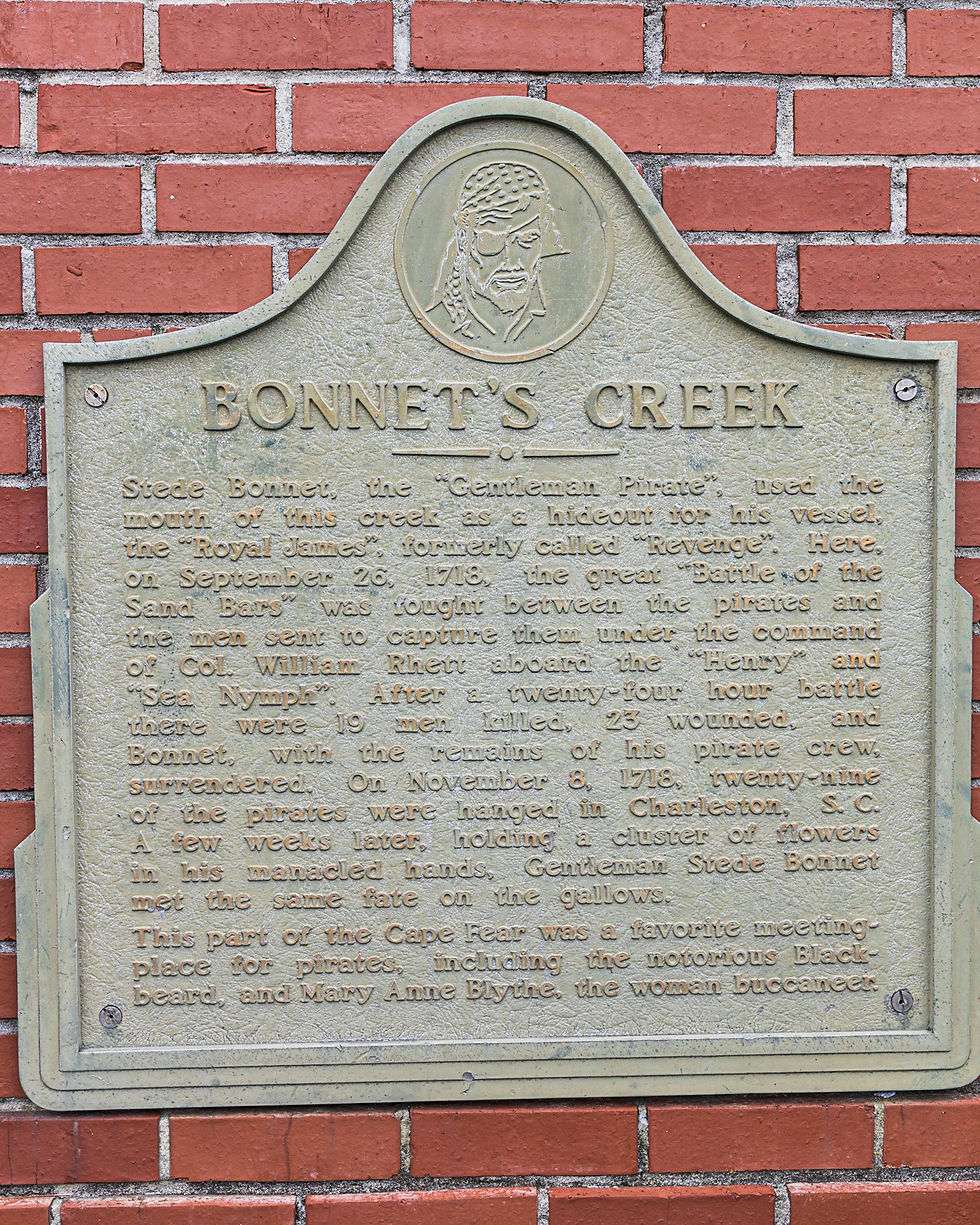 BONNET'S CREEK
Stede Bonnet, the "Gentleman Pirate", used the
mouth of this creek as a hideout for his vessel,
the "Royal James", formerly called "Revenge". Here,
on September 26, 1718, the great "Battle of the
Sand Bars" was fought between the pirates and
the men sent to capture them under the command
of Col. William Rhett aboard the "Henry" and
"Sea Nymph". After a twenty-four hour battle
there were 19 men killed, 23 wounded, and
Bonnet, with the remains of his pirate crew,
surrendered. On November 8, 1718, twenty-nine
of the pirates were hanged in Charleston, S. C.
A few weeks later, holding a cluster of flowers
in his manacled hands, Gentleman Stede Bonnet
met the same fate on the gallows.
This part of the Cape Fear was a favorite meeting-
place for pirates, including the notorious Black-
beard, and Mary Anne Blythe, the woman buccaneer.